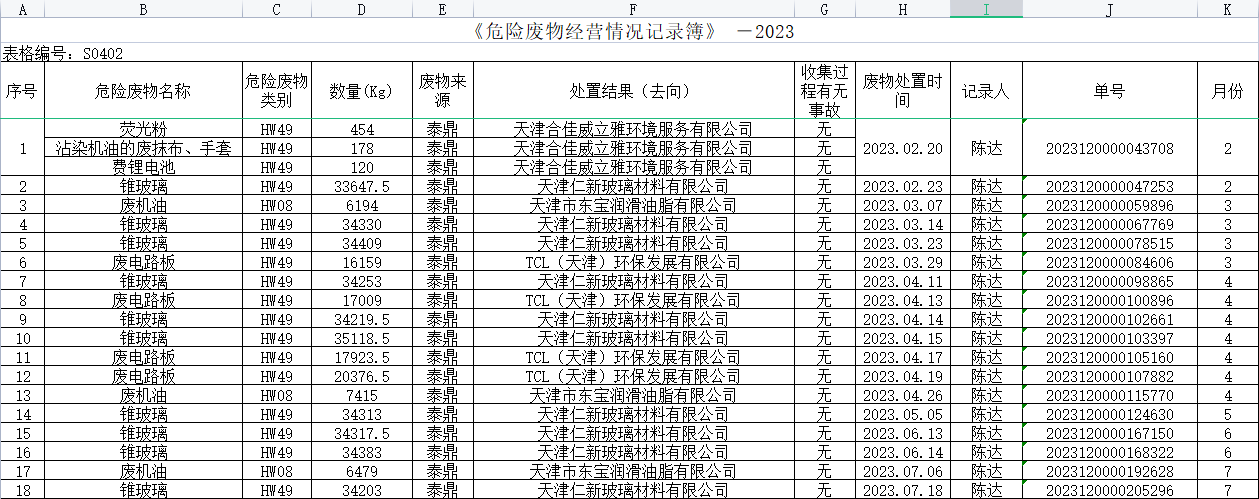 A B C D E F G H I J K
《危险废物经营情况记录簿》 －2023
表格编号: S0402
序号 危险废物名称 危险废物类别 数量(Kg) 废物来源 处置结果（去向） 收集过程有无事故 废物处置时间 记录人 单号 月份
1 荧光粉 HW49 454 泰鼎 天津合佳威立雅环境服务有限公司 无 2023.02.20 陈达 2023120000043708 2
沾染机油的废抹布、手套 HW49 178 泰鼎 天津合佳威立雅环境服务有限公司 无
费锂电池 HW49 120 泰鼎 天津合佳威立雅环境服务有限公司 无
2 锥玻璃 HW49 33647.5 泰鼎 天津仁新玻璃材料有限公司 无 2023.02.23 陈达 2023120000047253 2
3 废机油 HW08 6194 泰鼎 天津市东宝润滑油脂有限公司 无 2023.03.07 陈达 2023120000059896 3
4 锥玻璃 HW49 34330 泰鼎 天津仁新玻璃材料有限公司 无 2023.03.14 陈达 2023120000067769 3
5 锥玻璃 HW49 34409 泰鼎 天津仁新玻璃材料有限公司 无 2023.03.23 陈达 2023120000078515 3
6 废电路板 HW49 16159 泰鼎 TCL（天津）环保发展有限公司 无 2023.03.29 陈达 2023120000084606 3
7 锥玻璃 HW49 34253 泰鼎 天津仁新玻璃材料有限公司 无 2023.04.11 陈达 2023120000098865 4
8 废电路板 HW49 17009 泰鼎 TCL（天津）环保发展有限公司 无 2023.04.13 陈达 2023120000100896 4
9 锥玻璃 HW49 34219.5 泰鼎 天津仁新玻璃材料有限公司 无 2023.04.14 陈达 2023120000102661 4
10 锥玻璃 HW49 35118.5 泰鼎 天津仁新玻璃材料有限公司 无 2023.04.15 陈达 2023120000103397 4
11 废电路板 HW49 17923.5 泰鼎 TCL（天津）环保发展有限公司 无 2023.04.17 陈达 2023120000105160 4
12 废电路板 HW49 20376.5 泰鼎 TCL（天津）环保发展有限公司 无 2023.04.19 陈达 2023120000107882 4
13 废机油 HW08 7415 泰鼎 天津市东宝润滑油脂有限公司 无 2023.04.26 陈达 2023120000115770 4
14 锥玻璃 HW49 34313 泰鼎 天津仁新玻璃材料有限公司 无 2023.05.05 陈达 2023120000124630 5
15 锥玻璃 HW49 34317.5 泰鼎 天津仁新玻璃材料有限公司 无 2023.06.13 陈达 2023120000167150 6
16 锥玻璃 HW49 34383 泰鼎 天津仁新玻璃材料有限公司 无 2023.06.14 陈达 2023120000168322 6
17 废机油 HW08 6479 泰鼎 天津市东宝润滑油脂有限公司 无 2023.07.06 陈达 2023120000192628 7
18 锥玻璃 HW49 34203 泰鼎 天津仁新玻璃材料有限公司 无 2023.07.18 陈达 2023120000205296 7